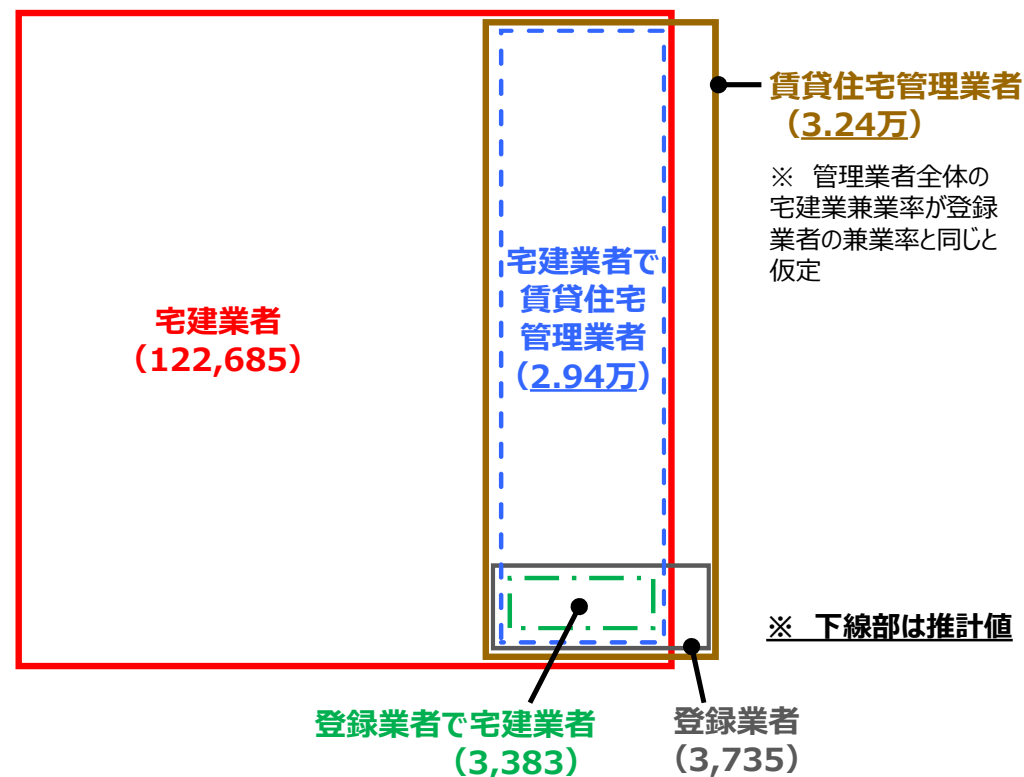 賃貸住宅管理業者
（3.24万）
※ 管理業者全体の
宅建業兼業率が登録
業者の兼業率と同じと
仮定
宅建業者で
賃貸住宅
管理業者
（2.94万）
宅建業者
（122,685）
※ 下線部は推計値
登録業者で宅建業者
（3,383）
登録業者
（3,735）